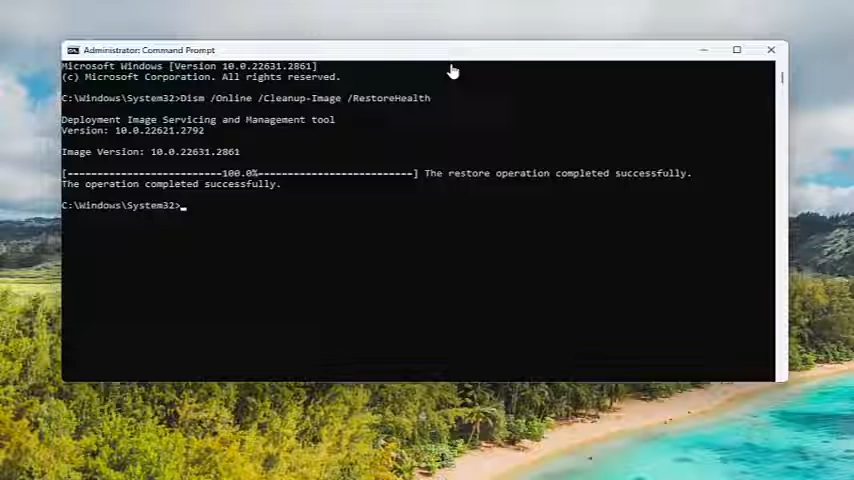 Administrator: Command Prompt
Microsoft Windows [Version 10.0.22631.2861]
(c) Microsoft Corporation. All rights reserved.
C:\Windows\System32>Dism /Online /Cleanup-Image /RestoreHealth
Deployment Image Servicing and Management tool
Version: 10.0.22621.2792
Image Version: 10.0.22631.2861
[--------------------------100.0%--------------------------] The restore operation completed successfully.
The operation completed successfully.
C:\Windows\System32>